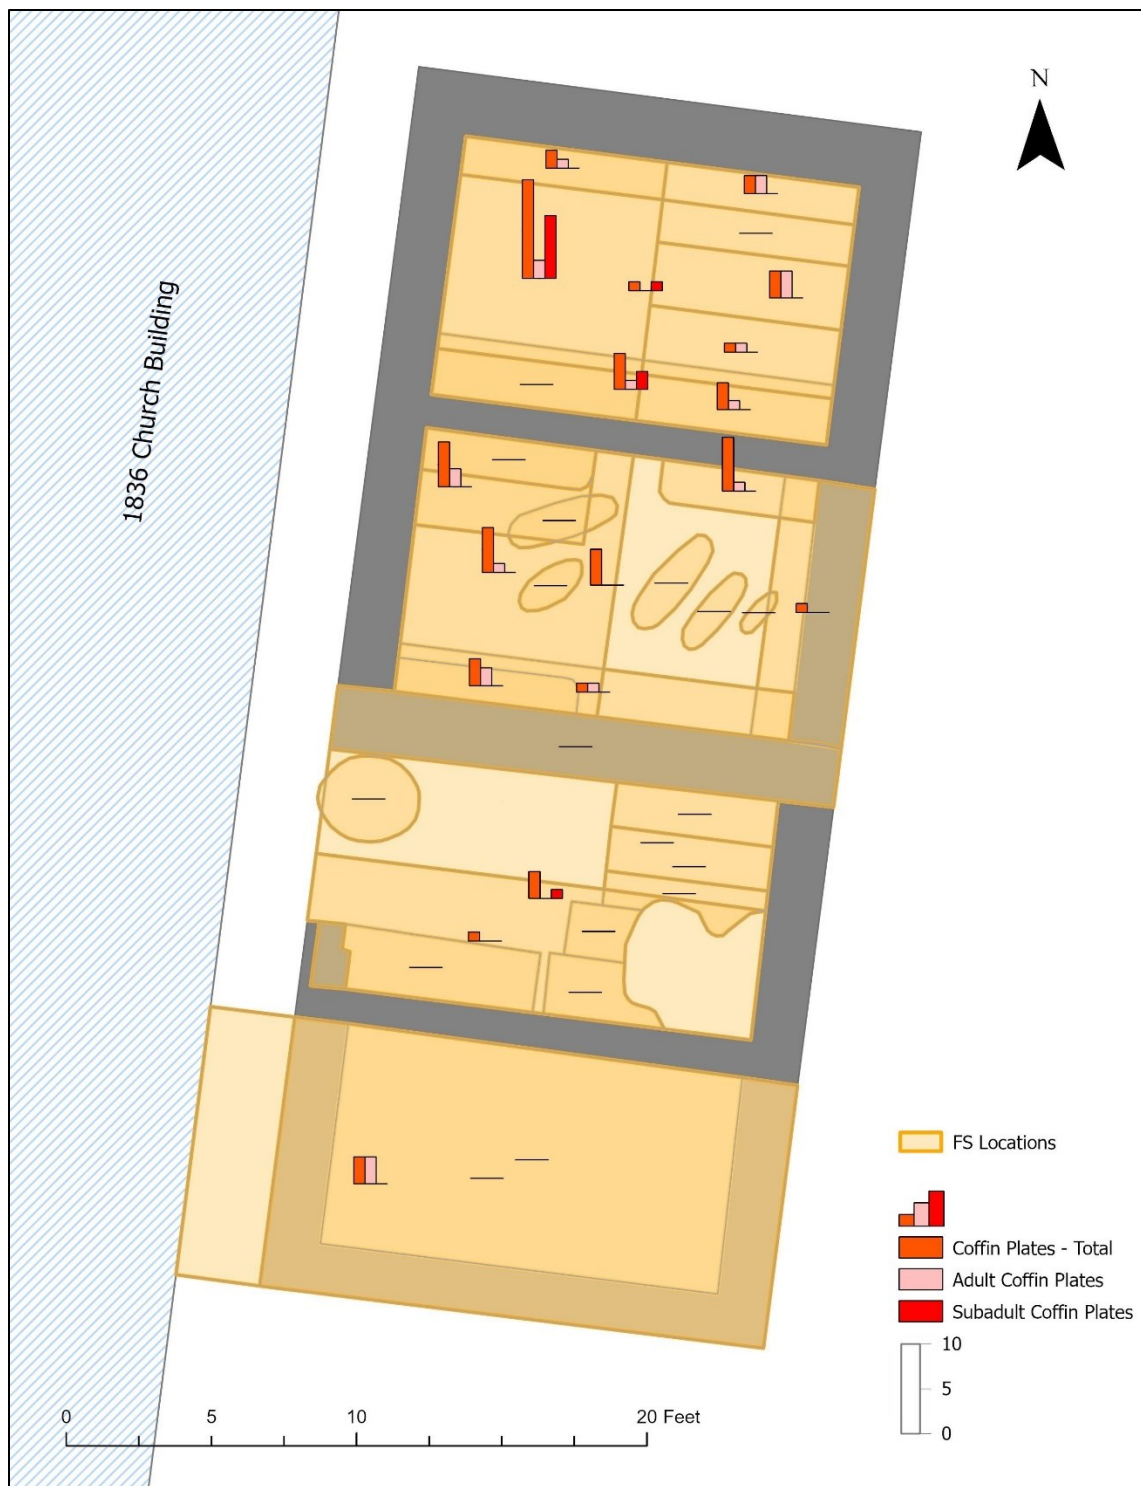 N
1836 Church Building
FS Locations
Coffin Plates - Total
Adult Coffin Plates
Subadult Coffin Plates
10
5
0
0 5 10 20 Feet